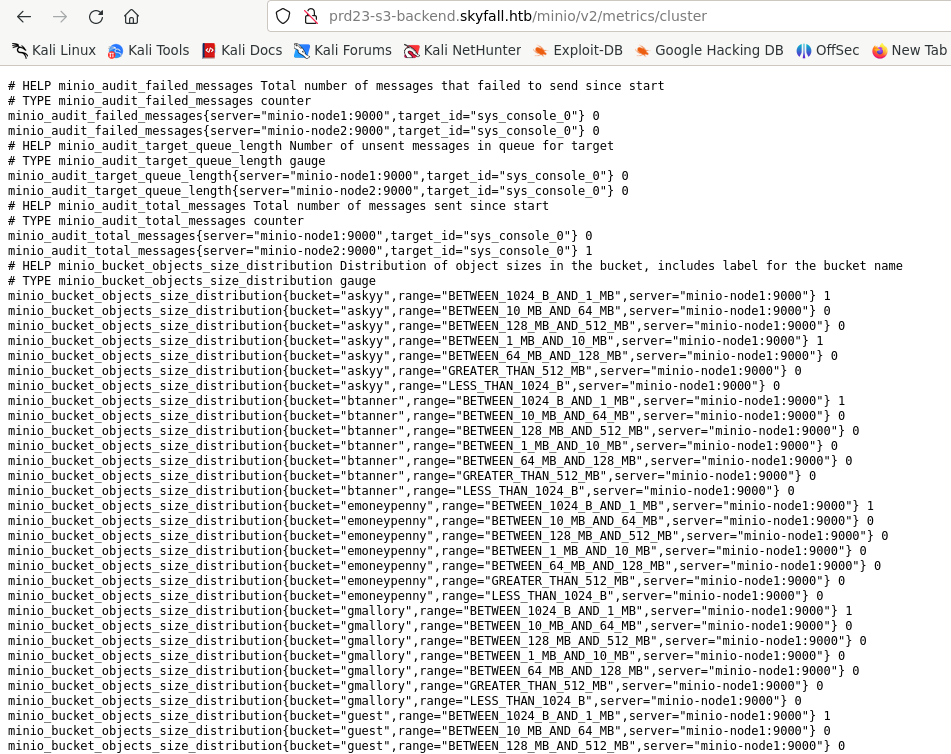 prd23-s3-backend.skyfall.htb/minio/v2/metrics/cluster
Kali Linux Kali Tools Kali Docs Kali Forums Kali NetHunter Exploit-DB Google Hacking DB OffSec New Tab
# HELP minio_audit_failed_messages Total number of messages that failed to send since start
# TYPE minio_audit_failed_messages counter
minio_audit_failed_messages{server="minio-node1:9000",target_id="sys_console_0"} 0
minio_audit_failed_messages{server="minio-node2:9000",target_id="sys_console_0"} 0
# HELP minio_audit_target_queue_length Number of unsent messages in queue for target
# TYPE minio_audit_target_queue_length gauge
minio_audit_target_queue_length{server="minio-node1:9000",target_id="sys_console_0"} 0
minio_audit_target_queue_length{server="minio-node2:9000",target_id="sys_console_0"} 0
# HELP minio_audit_total_messages Total number of messages sent since start
# TYPE minio_audit_total_messages counter
minio_audit_total_messages{server="minio-node1:9000",target_id="sys_console_0"} 0
minio_audit_total_messages{server="minio-node2:9000",target_id="sys_console_0"} 1
# HELP minio_bucket_objects_size_distribution Distribution of object sizes in the bucket, includes label for the bucket name
# TYPE minio_bucket_objects_size_distribution gauge
minio_bucket_objects_size_distribution{bucket="askyy",range="BETWEEN_1024_B_AND_1_MB",server="minio-node1:9000"} 1
minio_bucket_objects_size_distribution{bucket="askyy",range="BETWEEN_10_MB_AND_64_MB",server="minio-node1:9000"} 0
minio_bucket_objects_size_distribution{bucket="askyy",range="BETWEEN_128_MB_AND_512_MB",server="minio-node1:9000"} 0
minio_bucket_objects_size_distribution{bucket="askyy",range="BETWEEN_1_MB_AND_10_MB",server="minio-node1:9000"} 1
minio_bucket_objects_size_distribution{bucket="askyy",range="BETWEEN_64_MB_AND_128_MB",server="minio-node1:9000"} 0
minio_bucket_objects_size_distribution{bucket="askyy",range="GREATER_THAN_512_MB",server="minio-node1:9000"} 0
minio_bucket_objects_size_distribution{bucket="askyy",range="LESS_THAN_1024_B",server="minio-node1:9000"} 0
minio_bucket_objects_size_distribution{bucket="btanner",range="BETWEEN_1024_B_AND_1_MB",server="minio-node1:9000"} 1
minio_bucket_objects_size_distribution{bucket="btanner",range="BETWEEN_10_MB_AND_64_MB",server="minio-node1:9000"} 0
minio_bucket_objects_size_distribution{bucket="btanner",range="BETWEEN_128_MB_AND_512_MB",server="minio-node1:9000"} 0
minio_bucket_objects_size_distribution{bucket="btanner",range="BETWEEN_1_MB_AND_10_MB",server="minio-node1:9000"} 0
minio_bucket_objects_size_distribution{bucket="btanner",range="BETWEEN_64_MB_AND_128_MB",server="minio-node1:9000"} 0
minio_bucket_objects_size_distribution{bucket="btanner",range="GREATER_THAN_512_MB",server="minio-node1:9000"} 0
minio_bucket_objects_size_distribution{bucket="btanner",range="LESS_THAN_1024_B",server="minio-node1:9000"} 0
minio_bucket_objects_size_distribution{bucket="emoneypenny",range="BETWEEN_1024_B_AND_1_MB",server="minio-node1:9000"} 1
minio_bucket_objects_size_distribution{bucket="emoneypenny",range="BETWEEN_10_MB_AND_64_MB",server="minio-node1:9000"} 0
minio_bucket_objects_size_distribution{bucket="emoneypenny",range="BETWEEN_128_MB_AND_512_MB",server="minio-node1:9000"} 0
minio_bucket_objects_size_distribution{bucket="emoneypenny",range="BETWEEN_1_MB_AND_10_MB",server="minio-node1:9000"} 0
minio_bucket_objects_size_distribution{bucket="emoneypenny",range="BETWEEN_64_MB_AND_128_MB",server="minio-node1:9000"} 0
minio_bucket_objects_size_distribution{bucket="emoneypenny",range="GREATER_THAN_512_MB",server="minio-node1:9000"} 0
minio_bucket_objects_size_distribution{bucket="emoneypenny",range="LESS_THAN_1024_B",server="minio-node1:9000"} 0
minio_bucket_objects_size_distribution{bucket="gmallory",range="BETWEEN_1024_B_AND_1_MB",server="minio-node1:9000"} 1
minio_bucket_objects_size_distribution{bucket="gmallory",range="BETWEEN_10_MB_AND_64_MB",server="minio-node1:9000"} 0
minio_bucket_objects_size_distribution{bucket="gmallory",range="BETWEEN_128_MB_AND_512_MB",server="minio-node1:9000"} 0
minio_bucket_objects_size_distribution{bucket="gmallory",range="BETWEEN_1_MB_AND_10_MB",server="minio-node1:9000"} 0
minio_bucket_objects_size_distribution{bucket="gmallory",range="BETWEEN_64_MB_AND_128_MB",server="minio-node1:9000"} 0
minio_bucket_objects_size_distribution{bucket="gmallory",range="GREATER_THAN_512_MB",server="minio-node1:9000"} 0
minio_bucket_objects_size_distribution{bucket="gmallory",range="LESS_THAN_1024_B",server="minio-node1:9000"} 0
minio_bucket_objects_size_distribution{bucket="guest",range="BETWEEN_1024_B_AND_1_MB",server="minio-node1:9000"} 1
minio_bucket_objects_size_distribution{bucket="guest",range="BETWEEN_10_MB_AND_64_MB",server="minio-node1:9000"} 0
minio_bucket_objects_size_distribution{bucket="guest",range="BETWEEN_128_MB_AND_512_MB",server="minio-node1:9000"} 0